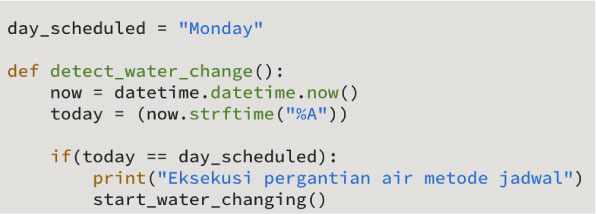 day_scheduled = "Monday"
def detect_water_change():
now = datetime.datetime.now()
today = (now.strftime("%A"))
if(today == day_scheduled):
print("Eksekusi pergantian air metode jadwal")
start_water_changing()